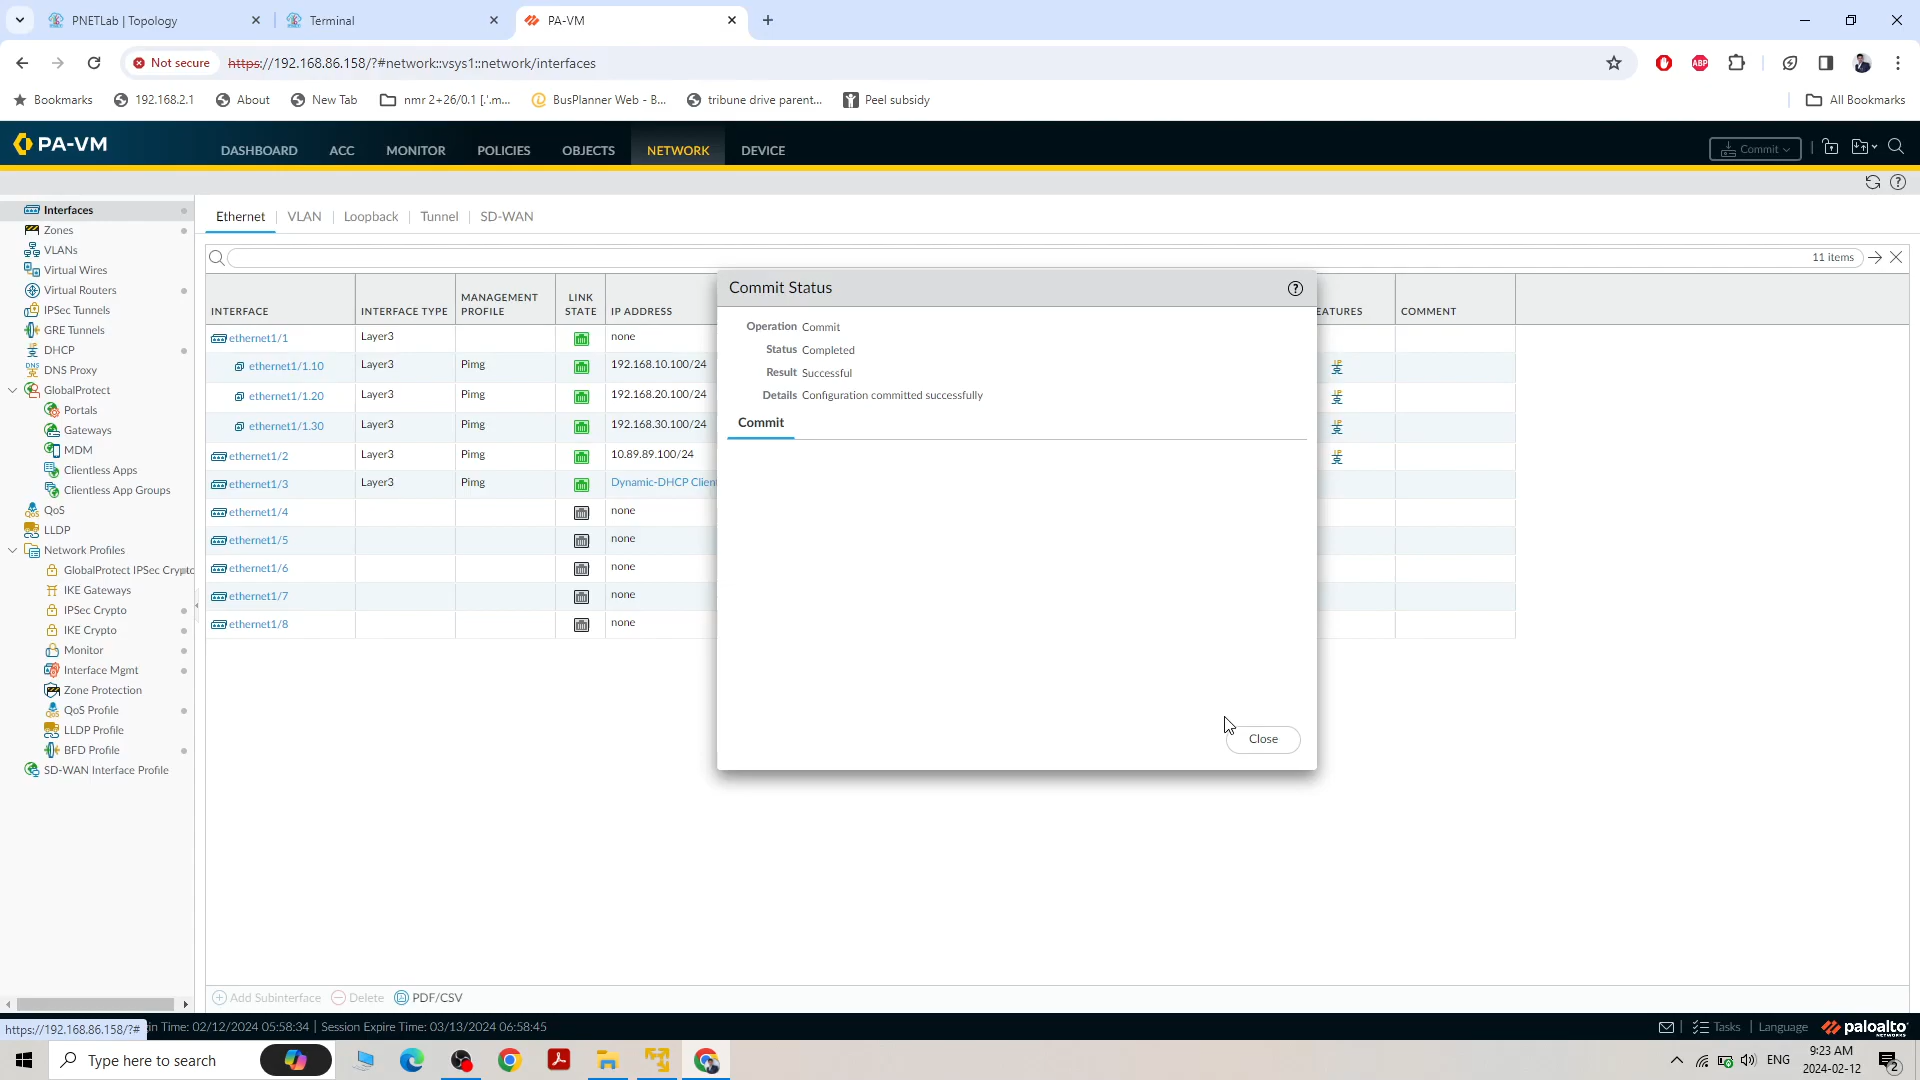 PNETLab | Topology
Terminal
PA-VM
Not secure
https://192.168.86.158/?#network::vsys1::network/interfaces
ABP
Bookmarks
192.168.2.1
About
New Tab
nmr 2+26/0.1 [.'.m...
BusPlanner Web - B...
tribune drive parent...
Peel subsidy
All Bookmarks
PA-VM
DASHBOARD
ACC
MONITOR
POLICIES
OBJECTS
NETWORK
DEVICE
Commit
Interfaces
Zones
VLANs
Virtual Wires
Virtual Routers
IPSec Tunnels
GRE Tunnels
DHCP
DNS Proxy
GlobalProtect
Portals
Gateways
MDM
Clientless Apps
Clientless App Groups
QoS
LLDP
Network Profiles
GlobalProtect IPSec Crypto
IKE Gateways
IPSec Crypto
IKE Crypto
Monitor
Interface Mgmt
Zone Protection
QoS Profile
LLDP Profile
BFD Profile
SD-WAN Interface Profile
Ethernet | VLAN | Loopback | Tunnel | SD-WAN
11 items
INTERFACE
INTERFACE TYPE
MANAGEMENT PROFILE
LINK STATE
IP ADDRESS
EATURES
COMMENT
ethernet1/1 Layer3 none
ethernet1/1.10 Layer3 Pimg 192.168.10.100/24
ethernet1/1.20 Layer3 Pimg 192.168.20.100/24
ethernet1/1.30 Layer3 Pimg 192.168.30.100/24
ethernet1/2 Layer3 Pimg 10.89.89.100/24
ethernet1/3 Layer3 Pimg Dynamic-DHCP Client
ethernet1/4 none
ethernet1/5 none
ethernet1/6 none
ethernet1/7 none
ethernet1/8 none
Commit Status
Operation Commit
Status Completed
Result Successful
Details Configuration committed successfully
Commit
Close
Add Subinterface
Delete
PDF/CSV
https://192.168.86.158/?#
in Time: 02/12/2024 05:58:34 | Session Expire Time: 03/13/2024 06:58:45
Tasks | Language
paloalto
NETWORKS
Type here to search
ENG
9:23 AM
2024-02-12
2